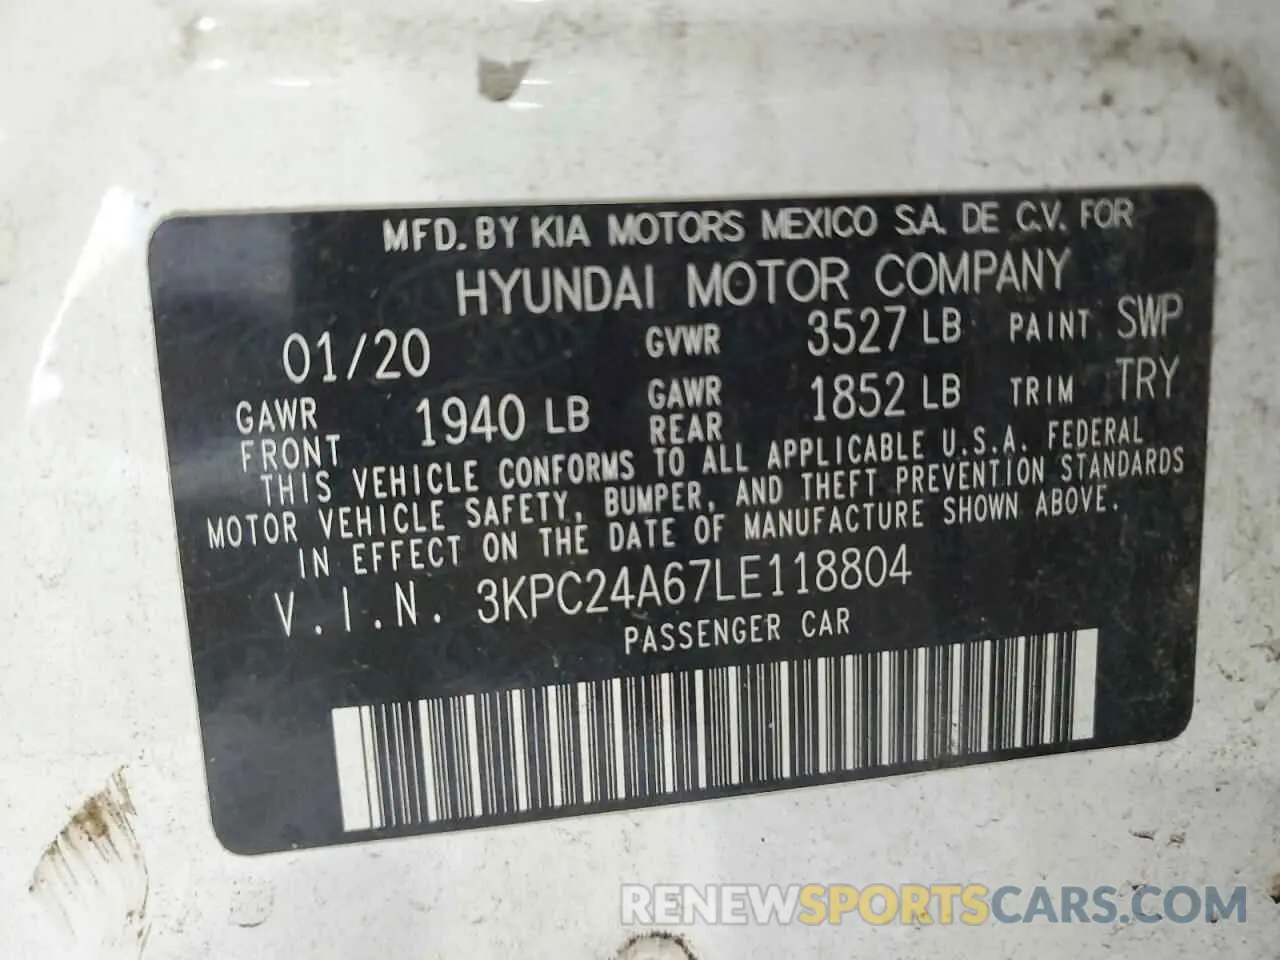 MFD. BY KIA MOTORS MEXICO S.A. DE C.V. FOR
HYUNDAI MOTOR COMPANY
01/20 GVWR 3527 LB PAINT SWP
GAWR FRONT 1940 LB GAWR REAR 1852 LB TRIM TRY
THIS VEHICLE CONFORMS TO ALL APPLICABLE U.S.A. FEDERAL
MOTOR VEHICLE SAFETY, BUMPER, AND THEFT PREVENTION STANDARDS
IN EFFECT ON THE DATE OF MANUFACTURE SHOWN ABOVE.
V.I.N. 3KPC24A67LE118804
PASSENGER CAR
RENEWSPORTSCARS.COM